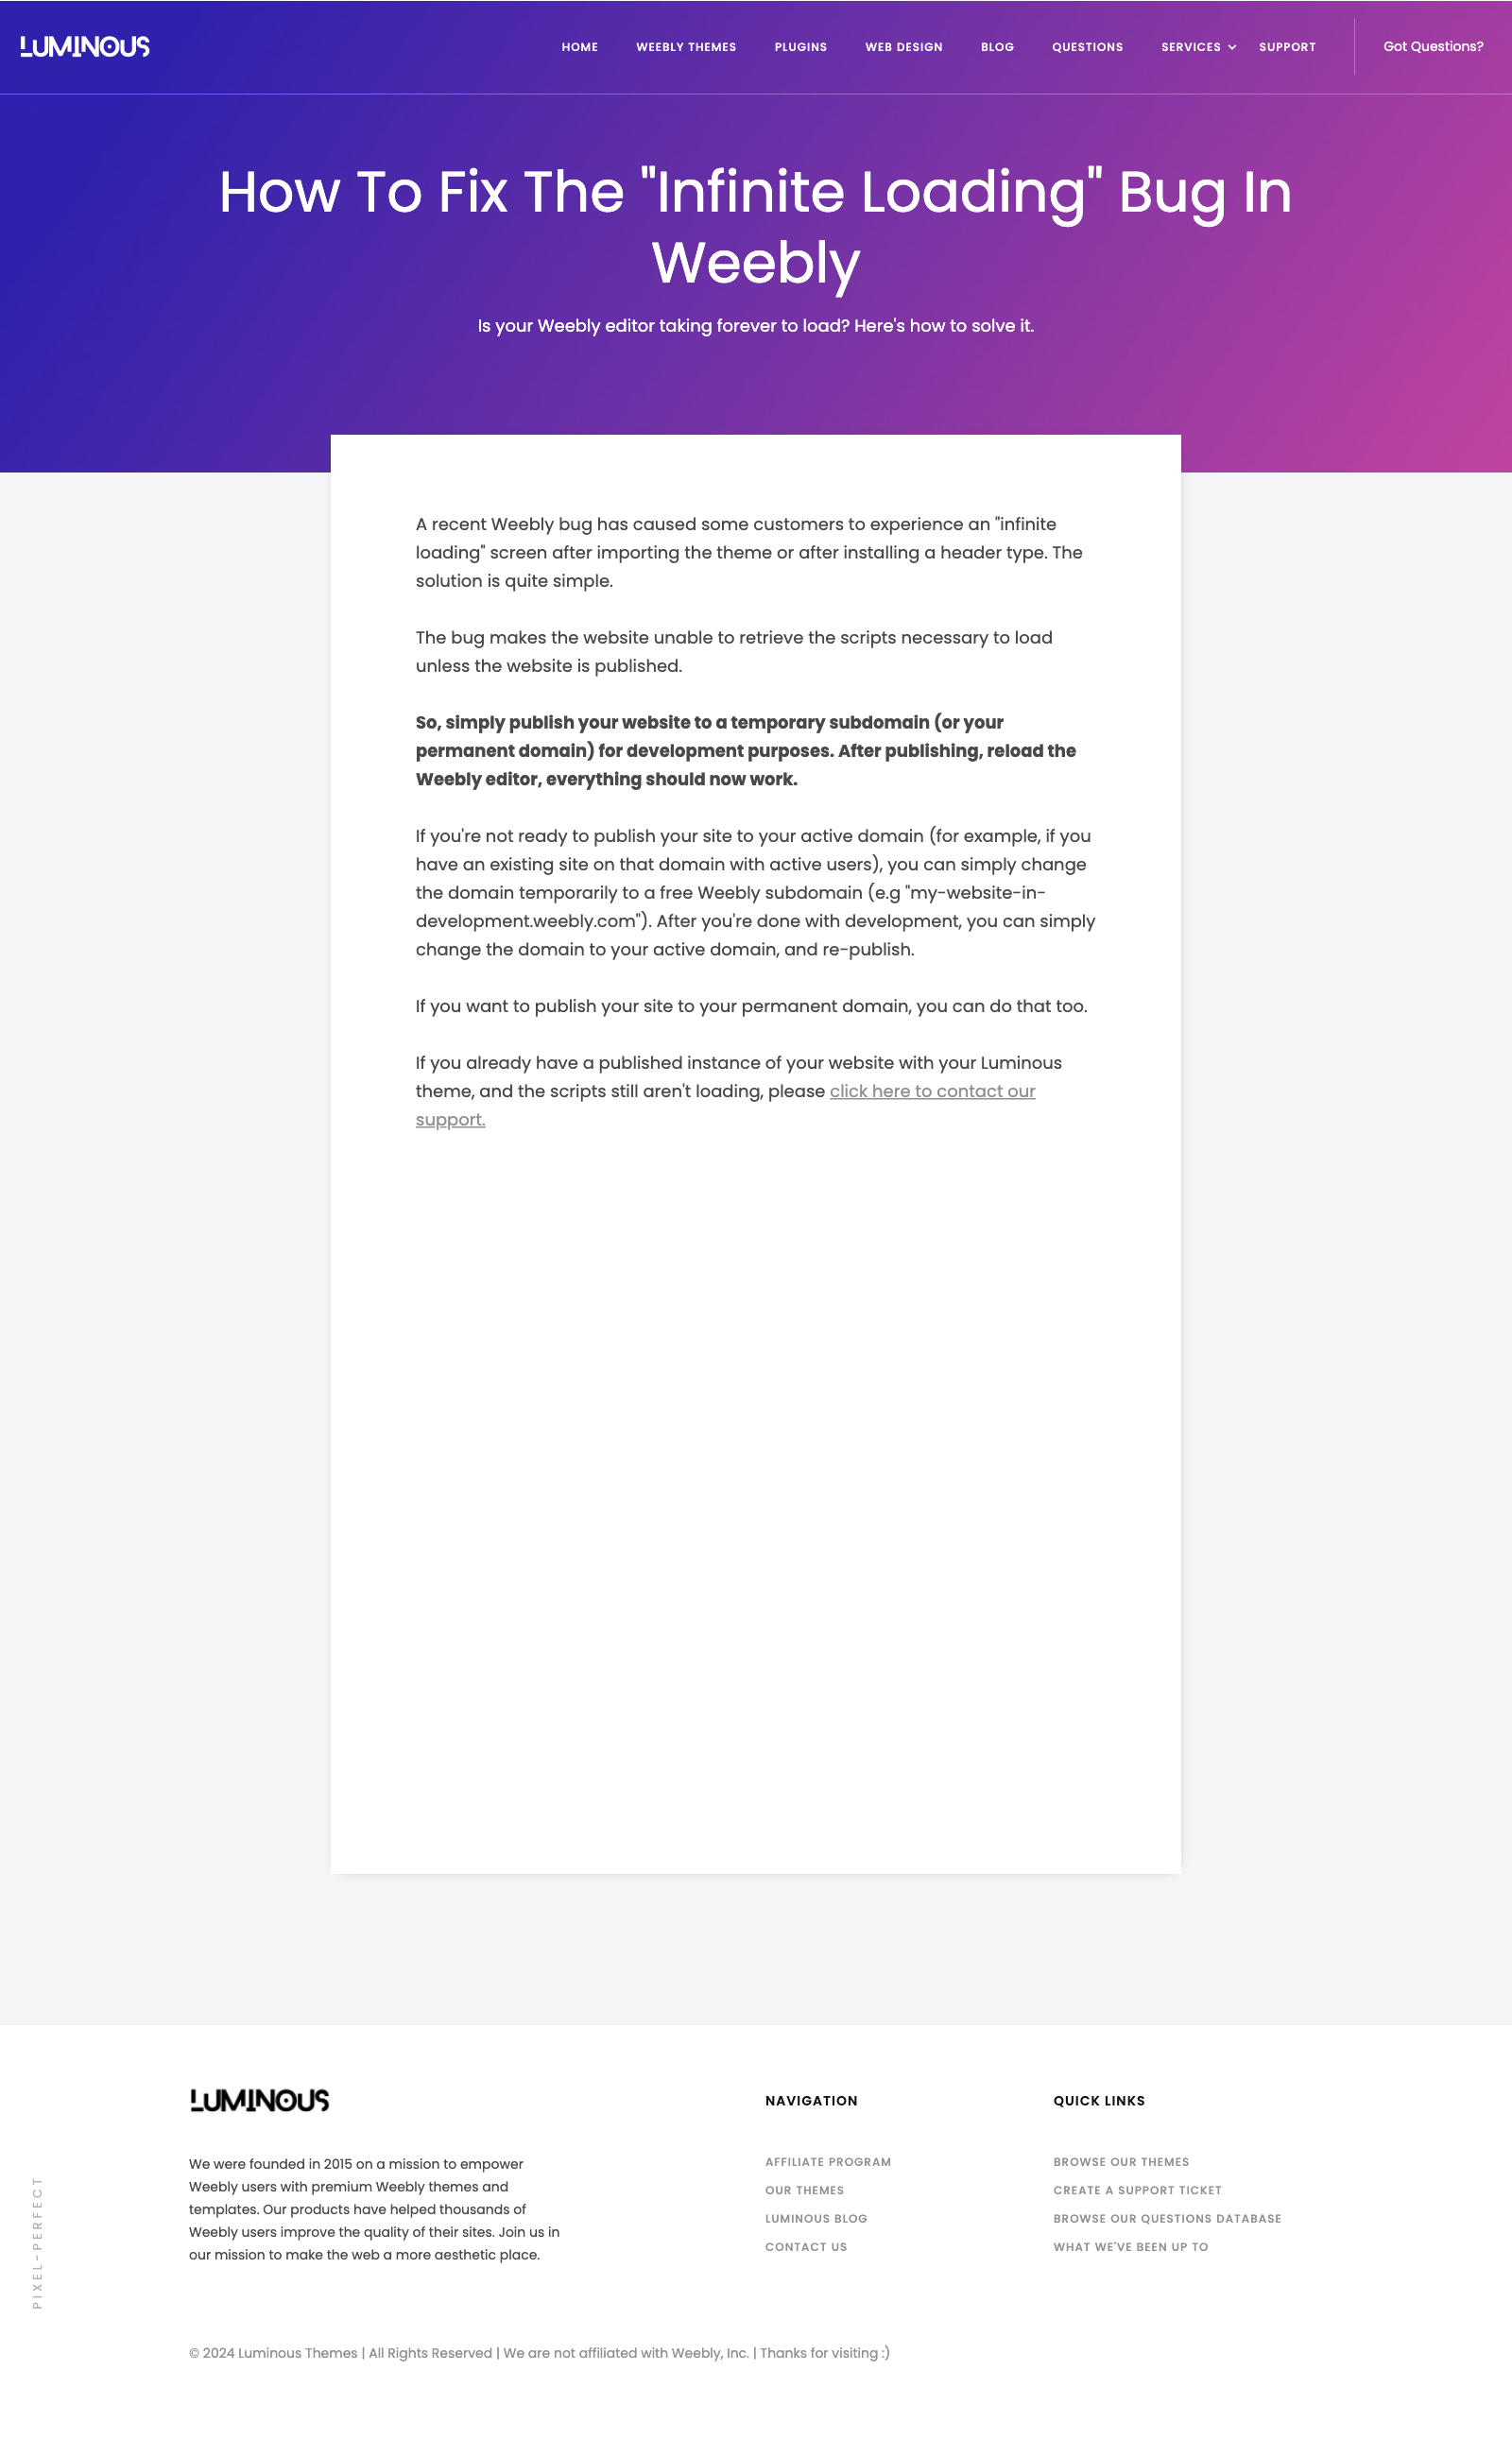 LUMINOUS
HOME WEEBLY THEMES PLUGINS WEB DESIGN BLOG QUESTIONS SERVICES SUPPORT Got Questions?
How To Fix The "Infinite Loading" Bug In
Weebly
Is your Weebly editor taking forever to load? Here's how to solve it.
A recent Weebly bug has caused some customers to experience an "infinite
loading" screen after importing the theme or after installing a header type. The
solution is quite simple.
The bug makes the website unable to retrieve the scripts necessary to load
unless the website is published.
So, simply publish your website to a temporary subdomain (or your
permanent domain) for development purposes. After publishing, reload the
Weebly editor, everything should now work.
If you're not ready to publish your site to your active domain (for example, if you
have an existing site on that domain with active users), you can simply change
the domain temporarily to a free Weebly subdomain (e.g "my-website-in-
development.weebly.com"). After you're done with development, you can simply
change the domain to your active domain, and re-publish.
If you want to publish your site to your permanent domain, you can do that too.
If you already have a published instance of your website with your Luminous
theme, and the scripts still aren't loading, please click here to contact our
support.
LUMINOUS
We were founded in 2015 on a mission to empower
Weebly users with premium Weebly themes and
templates. Our products have helped thousands of
Weebly users improve the quality of their sites. Join us in
our mission to make the web a more aesthetic place.
NAVIGATION
AFFILIATE PROGRAM
OUR THEMES
LUMINOUS BLOG
CONTACT US
QUICK LINKS
BROWSE OUR THEMES
CREATE A SUPPORT TICKET
BROWSE OUR QUESTIONS DATABASE
WHAT WE'VE BEEN UP TO
PIXEL-PERFECT
© 2024 Luminous Themes | All Rights Reserved | We are not affiliated with Weebly, Inc. | Thanks for visiting :)